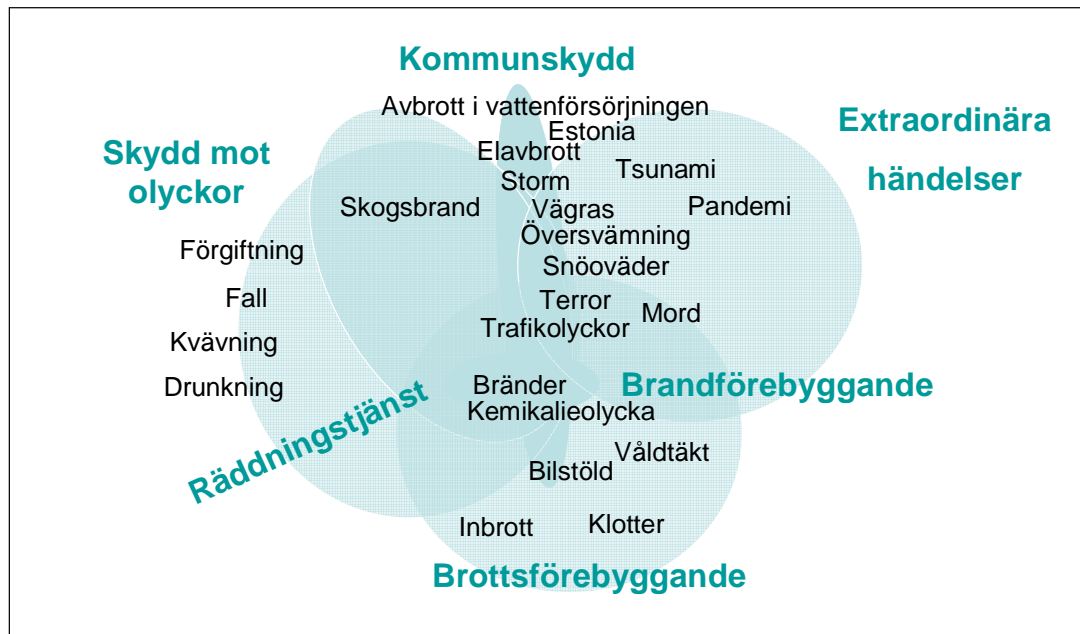 Kommunskydd
Avbrott i vattenförsörjningen
Estonia
Extraordinära
händelser
Skydd mot
olyckor
Elavbrott
Tsunami
Storm
Skogsbrand
Vägras
Pandemi
Översvämning
Förgiftning
Snöoväder
Fall
Terror
Mord
Trafikolyckor
Kvävning
Drunkning
Bränder
Brandförebyggande
Kemikalieolycka
Räddningstjänst
Våldtäkt
Bilstöld
Inbrott
Klotter
Brottsförebyggande